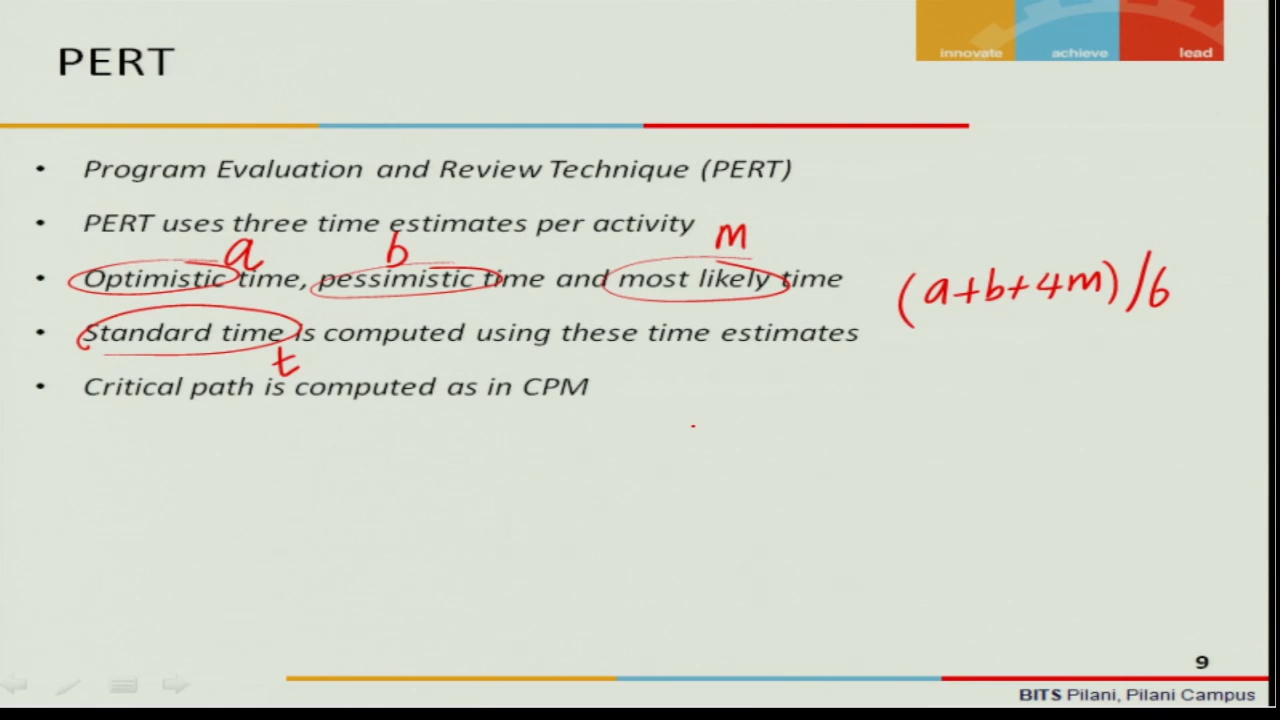 innovate achieve lead
PERT
• Program Evaluation and Review Technique (PERT)
• PERT uses three time estimates per activity
a b m
• Optimistic time, pessimistic time and most likely time
(a+b+4m)/6
• Standard time is computed using these time estimates
t
• Critical path is computed as in CPM
9
BITS Pilani, Pilani Campus